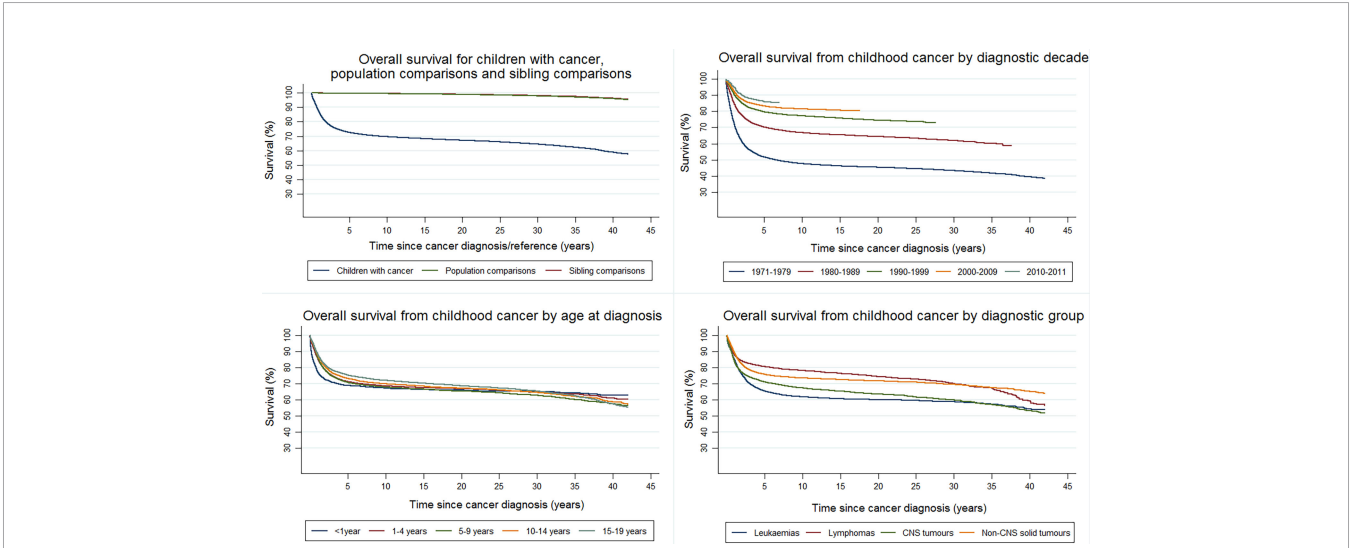 Overall survival for children with cancer,
population comparisons and sibling comparisons
Survival (%)
100
90
80
70
60
50
40
30
5 10 15 20 25 30 35 40 45
Time since cancer diagnosis/reference (years)
Children with cancer Population comparisons Sibling comparisons
Overall survival from childhood cancer by diagnostic decade
Survival (%)
100
90
80
70
60
50
40
30
5 10 15 20 25 30 35 40 45
Time since cancer diagnosis (years)
1971-1979 1980-1989 1990-1999 2000-2009 2010-2011
Overall survival from childhood cancer by age at diagnosis
Survival (%)
100
90
80
70
60
50
40
30
5 10 15 20 25 30 35 40 45
Time since cancer diagnosis (years)
<1year 1-4 years 5-9 years 10-14 years 15-19 years
Overall survival from childhood cancer by diagnostic group
Survival (%)
100
90
80
70
60
50
40
30
5 10 15 20 25 30 35 40 45
Time since cancer diagnosis (years)
Leukaemias Lymphomas CNS tumours Non-CNS solid tumours